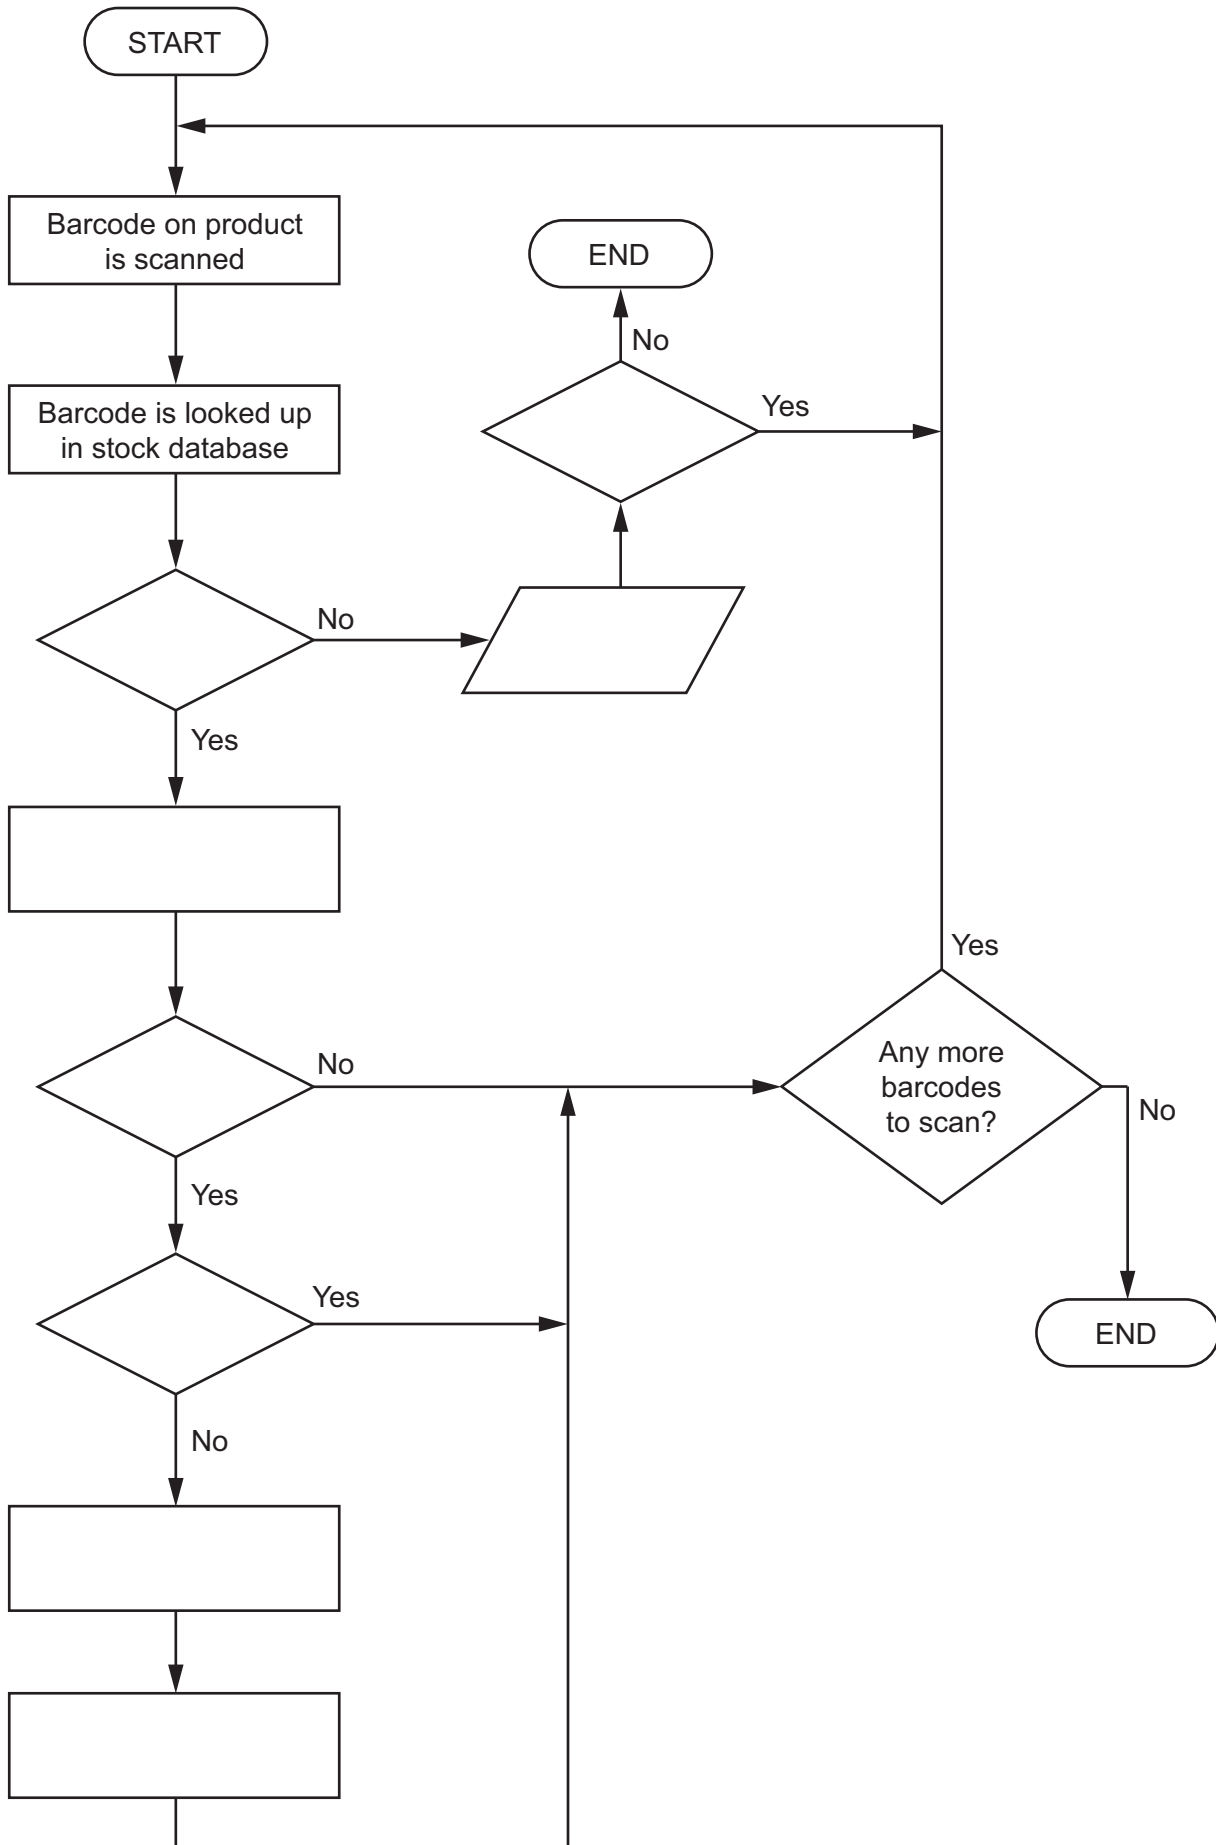 START
Barcode on product
is scanned
END
No
Barcode is looked up
in stock database
Yes
No
Yes
Yes
No
Any more
barcodes
to scan?
No
Yes
Yes
END
No